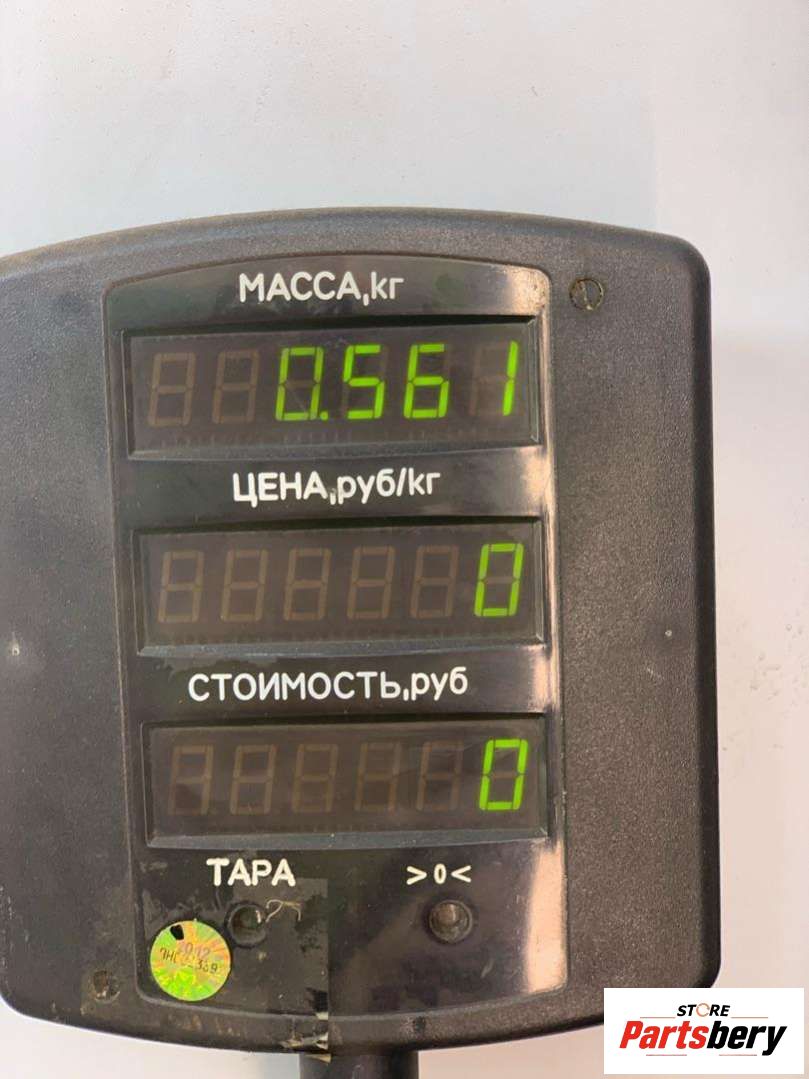 МАССА,кг
0.561
ЦЕНА,руб/кг
0
СТОИМОСТЬ,руб
0
ТАРА >0<
STORE
Partsbery